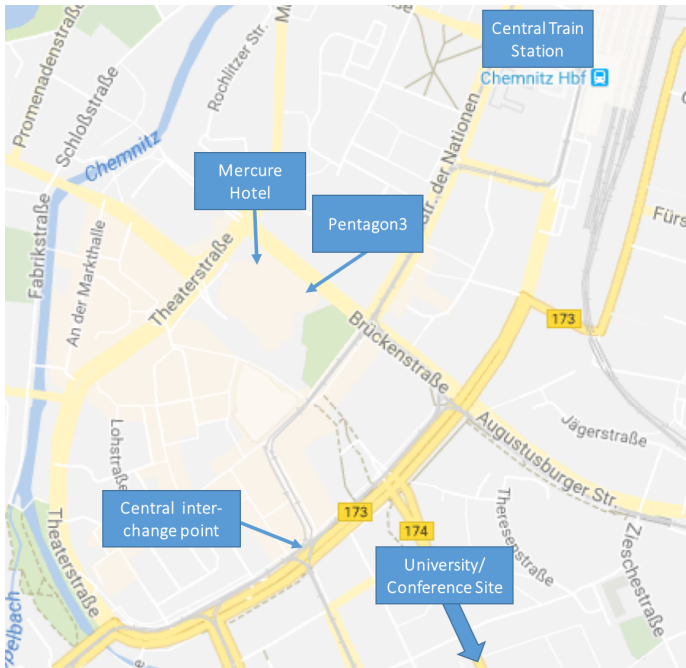 Central Train
Station
Chemnitz Hbf
Promenadenstraße
Schloßstraße
Rochlitzer Str.
Chemnitz
Mercure
Hotel
Pentagon3
Str. der Nationen
Fabrikstraße
An der Markthalle
Theaterstraße
Fürs
173
Brückenstraße
Augustusburger Str.
Jägerstraße
Lohstraße
Theresenstraße
Zieschestraße
Central inter-
change point
173
174
Theaterstraße
University/
Conference Site
pelbach